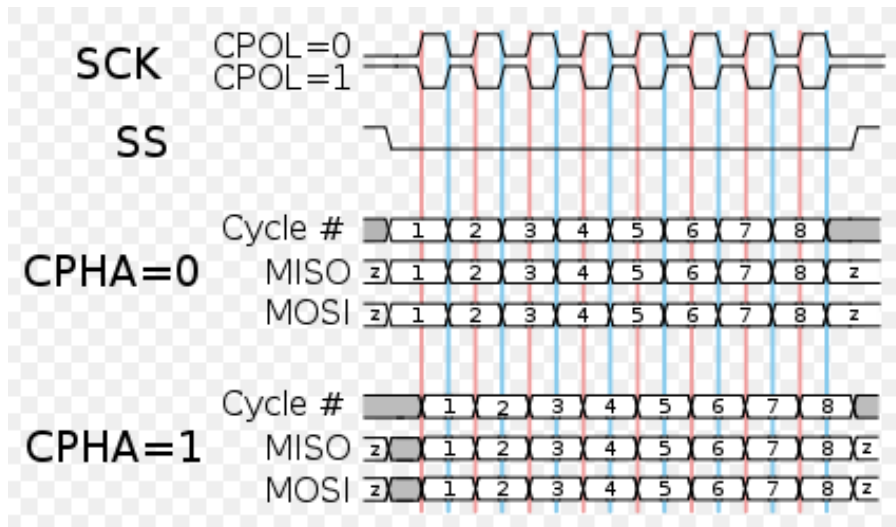 SCK CPOL=0
CPOL=1
SS
Cycle # 1 2 3 4 5 6 7 8
CPHA=0 MISO z 1 2 3 4 5 6 7 8 z
MOSI z 1 2 3 4 5 6 7 8 z
Cycle # 1 2 3 4 5 6 7 8
CPHA=1 MISO z 1 2 3 4 5 6 7 8 z
MOSI z 1 2 3 4 5 6 7 8 z